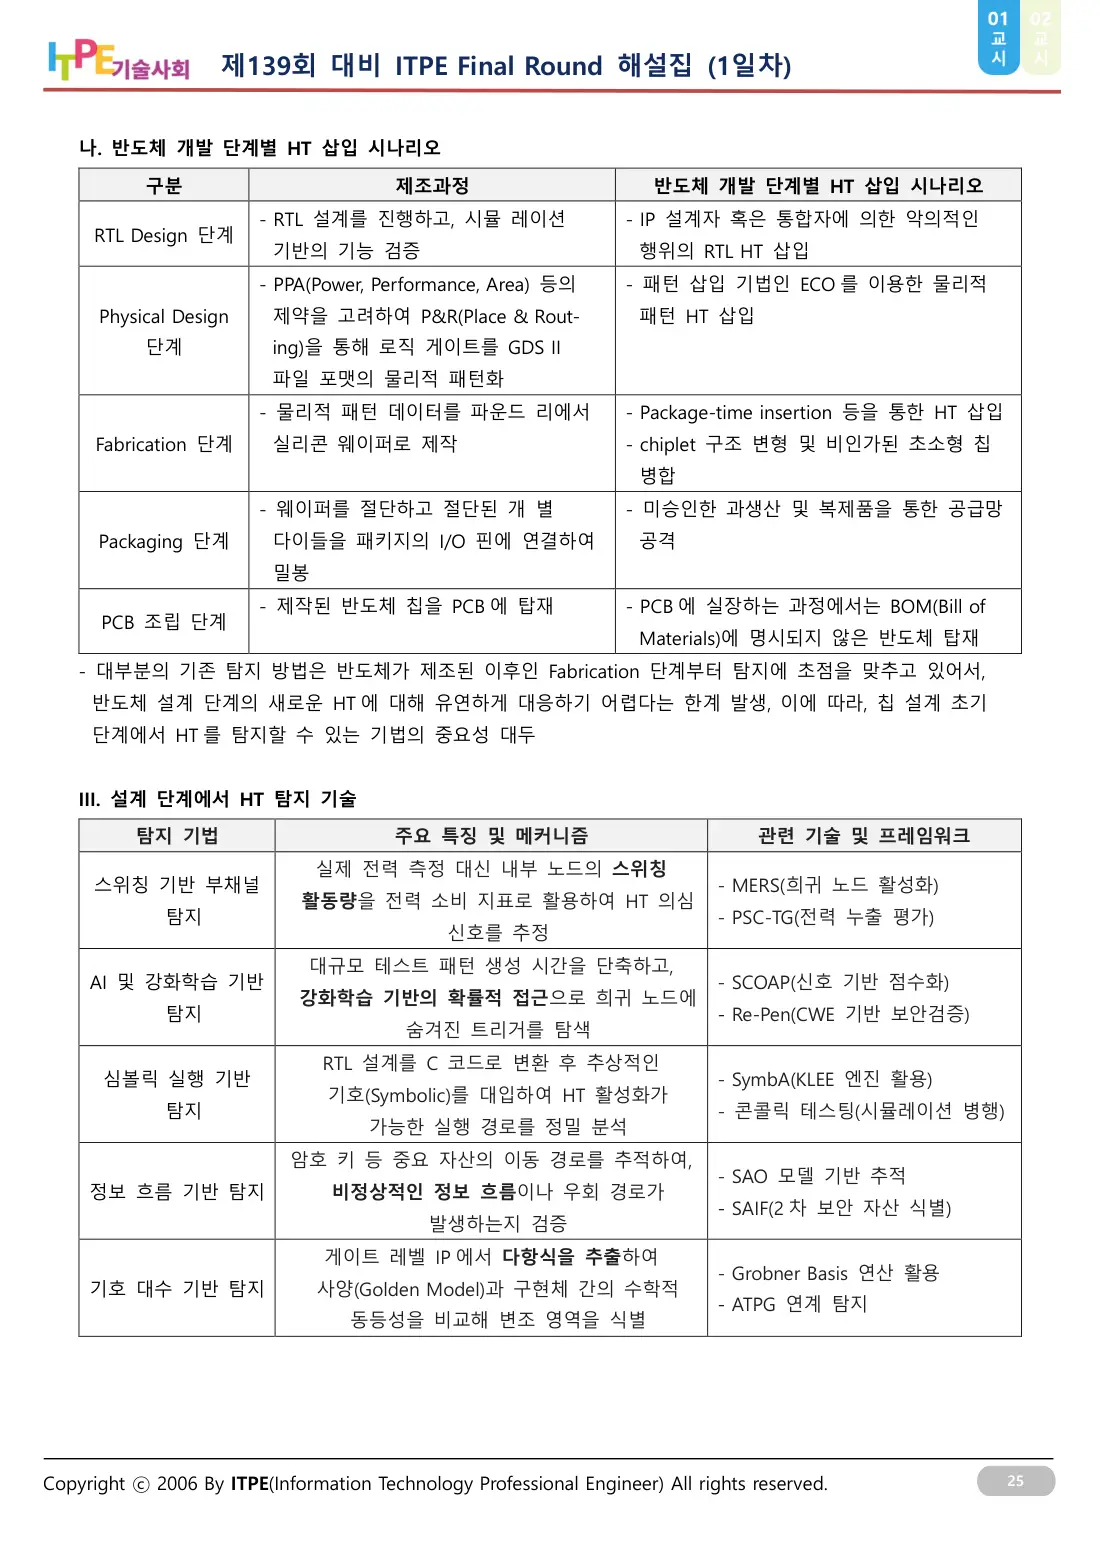 01
교
시
02
교
시
ITPE기술사회 제139회 대비 ITPE Final Round 해설집 (1일차)
나. 반도체 개발 단계별 HT 삽입 시나리오
구분 제조과정 반도체 개발 단계별 HT 삽입 시나리오
RTL Design 단계
- RTL 설계를 진행하고, 시뮬 레이션
기반의 기능 검증
- IP 설계자 혹은 통합자에 의한 악의적인
행위의 RTL HT 삽입
Physical Design
단계
- PPA(Power, Performance, Area) 등의
제약을 고려하여 P&R(Place & Rout-
ing)을 통해 로직 게이트를 GDS II
파일 포맷의 물리적 패턴화
- 패턴 삽입 기법인 ECO를 이용한 물리적
패턴 HT 삽입
Fabrication 단계
- 물리적 패턴 데이터를 파운드 리에서
실리콘 웨이퍼로 제작
- Package-time insertion 등을 통한 HT 삽입
- chiplet 구조 변형 및 비인가된 초소형 칩
병합
Packaging 단계
- 웨이퍼를 절단하고 절단된 개 별
다이들을 패키지의 I/O 핀에 연결하여
밀봉
- 미승인한 과생산 및 복제품을 통한 공급망
공격
PCB 조립 단계
- 제작된 반도체 칩을 PCB에 탑재
- PCB에 실장하는 과정에서는 BOM(Bill of
Materials)에 명시되지 않은 반도체 탑재
- 대부분의 기존 탐지 방법은 반도체가 제조된 이후인 Fabrication 단계부터 탐지에 초점을 맞추고 있어서,
반도체 설계 단계의 새로운 HT에 대해 유연하게 대응하기 어렵다는 한계 발생, 이에 따라, 칩 설계 초기
단계에서 HT를 탐지할 수 있는 기법의 중요성 대두
III. 설계 단계에서 HT 탐지 기술
탐지 기법 주요 특징 및 메커니즘 관련 기술 및 프레임워크
스위칭 기반 부채널
탐지
실제 전력 측정 대신 내부 노드의 스위칭
활동량을 전력 소비 지표로 활용하여 HT 의심
신호를 추정
- MERS(희귀 노드 활성화)
- PSC-TG(전력 누출 평가)
AI 및 강화학습 기반
탐지
대규모 테스트 패턴 생성 시간을 단축하고,
강화학습 기반의 확률적 접근으로 희귀 노드에
숨겨진 트리거를 탐색
- SCOAP(신호 기반 점수화)
- Re-Pen(CWE 기반 보안검증)
심볼릭 실행 기반
탐지
RTL 설계를 C 코드로 변환 후 추상적인
기호(Symbolic)를 대입하여 HT 활성화가
가능한 실행 경로를 정밀 분석
- SymbA(KLEE 엔진 활용)
- 콘콜릭 테스팅(시뮬레이션 병행)
정보 흐름 기반 탐지
암호 키 등 중요 자산의 이동 경로를 추적하여,
비정상적인 정보 흐름이나 우회 경로가
발생하는지 검증
- SAO 모델 기반 추적
- SAIF(2차 보안 자산 식별)
기호 대수 기반 탐지
게이트 레벨 IP에서 다항식을 추출하여
사양(Golden Model)과 구현체 간의 수학적
동등성을 비교해 변조 영역을 식별
- Grobner Basis 연산 활용
- ATPG 연계 탐지
Copyright ⓒ 2006 By ITPE(Information Technology Professional Engineer) All rights reserved.
25